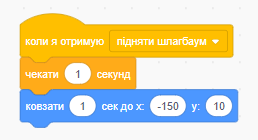 коли я отримую підняти шлагбаум
чекати 1 секунд
ковзати 1 сек до x: -150 y: 10